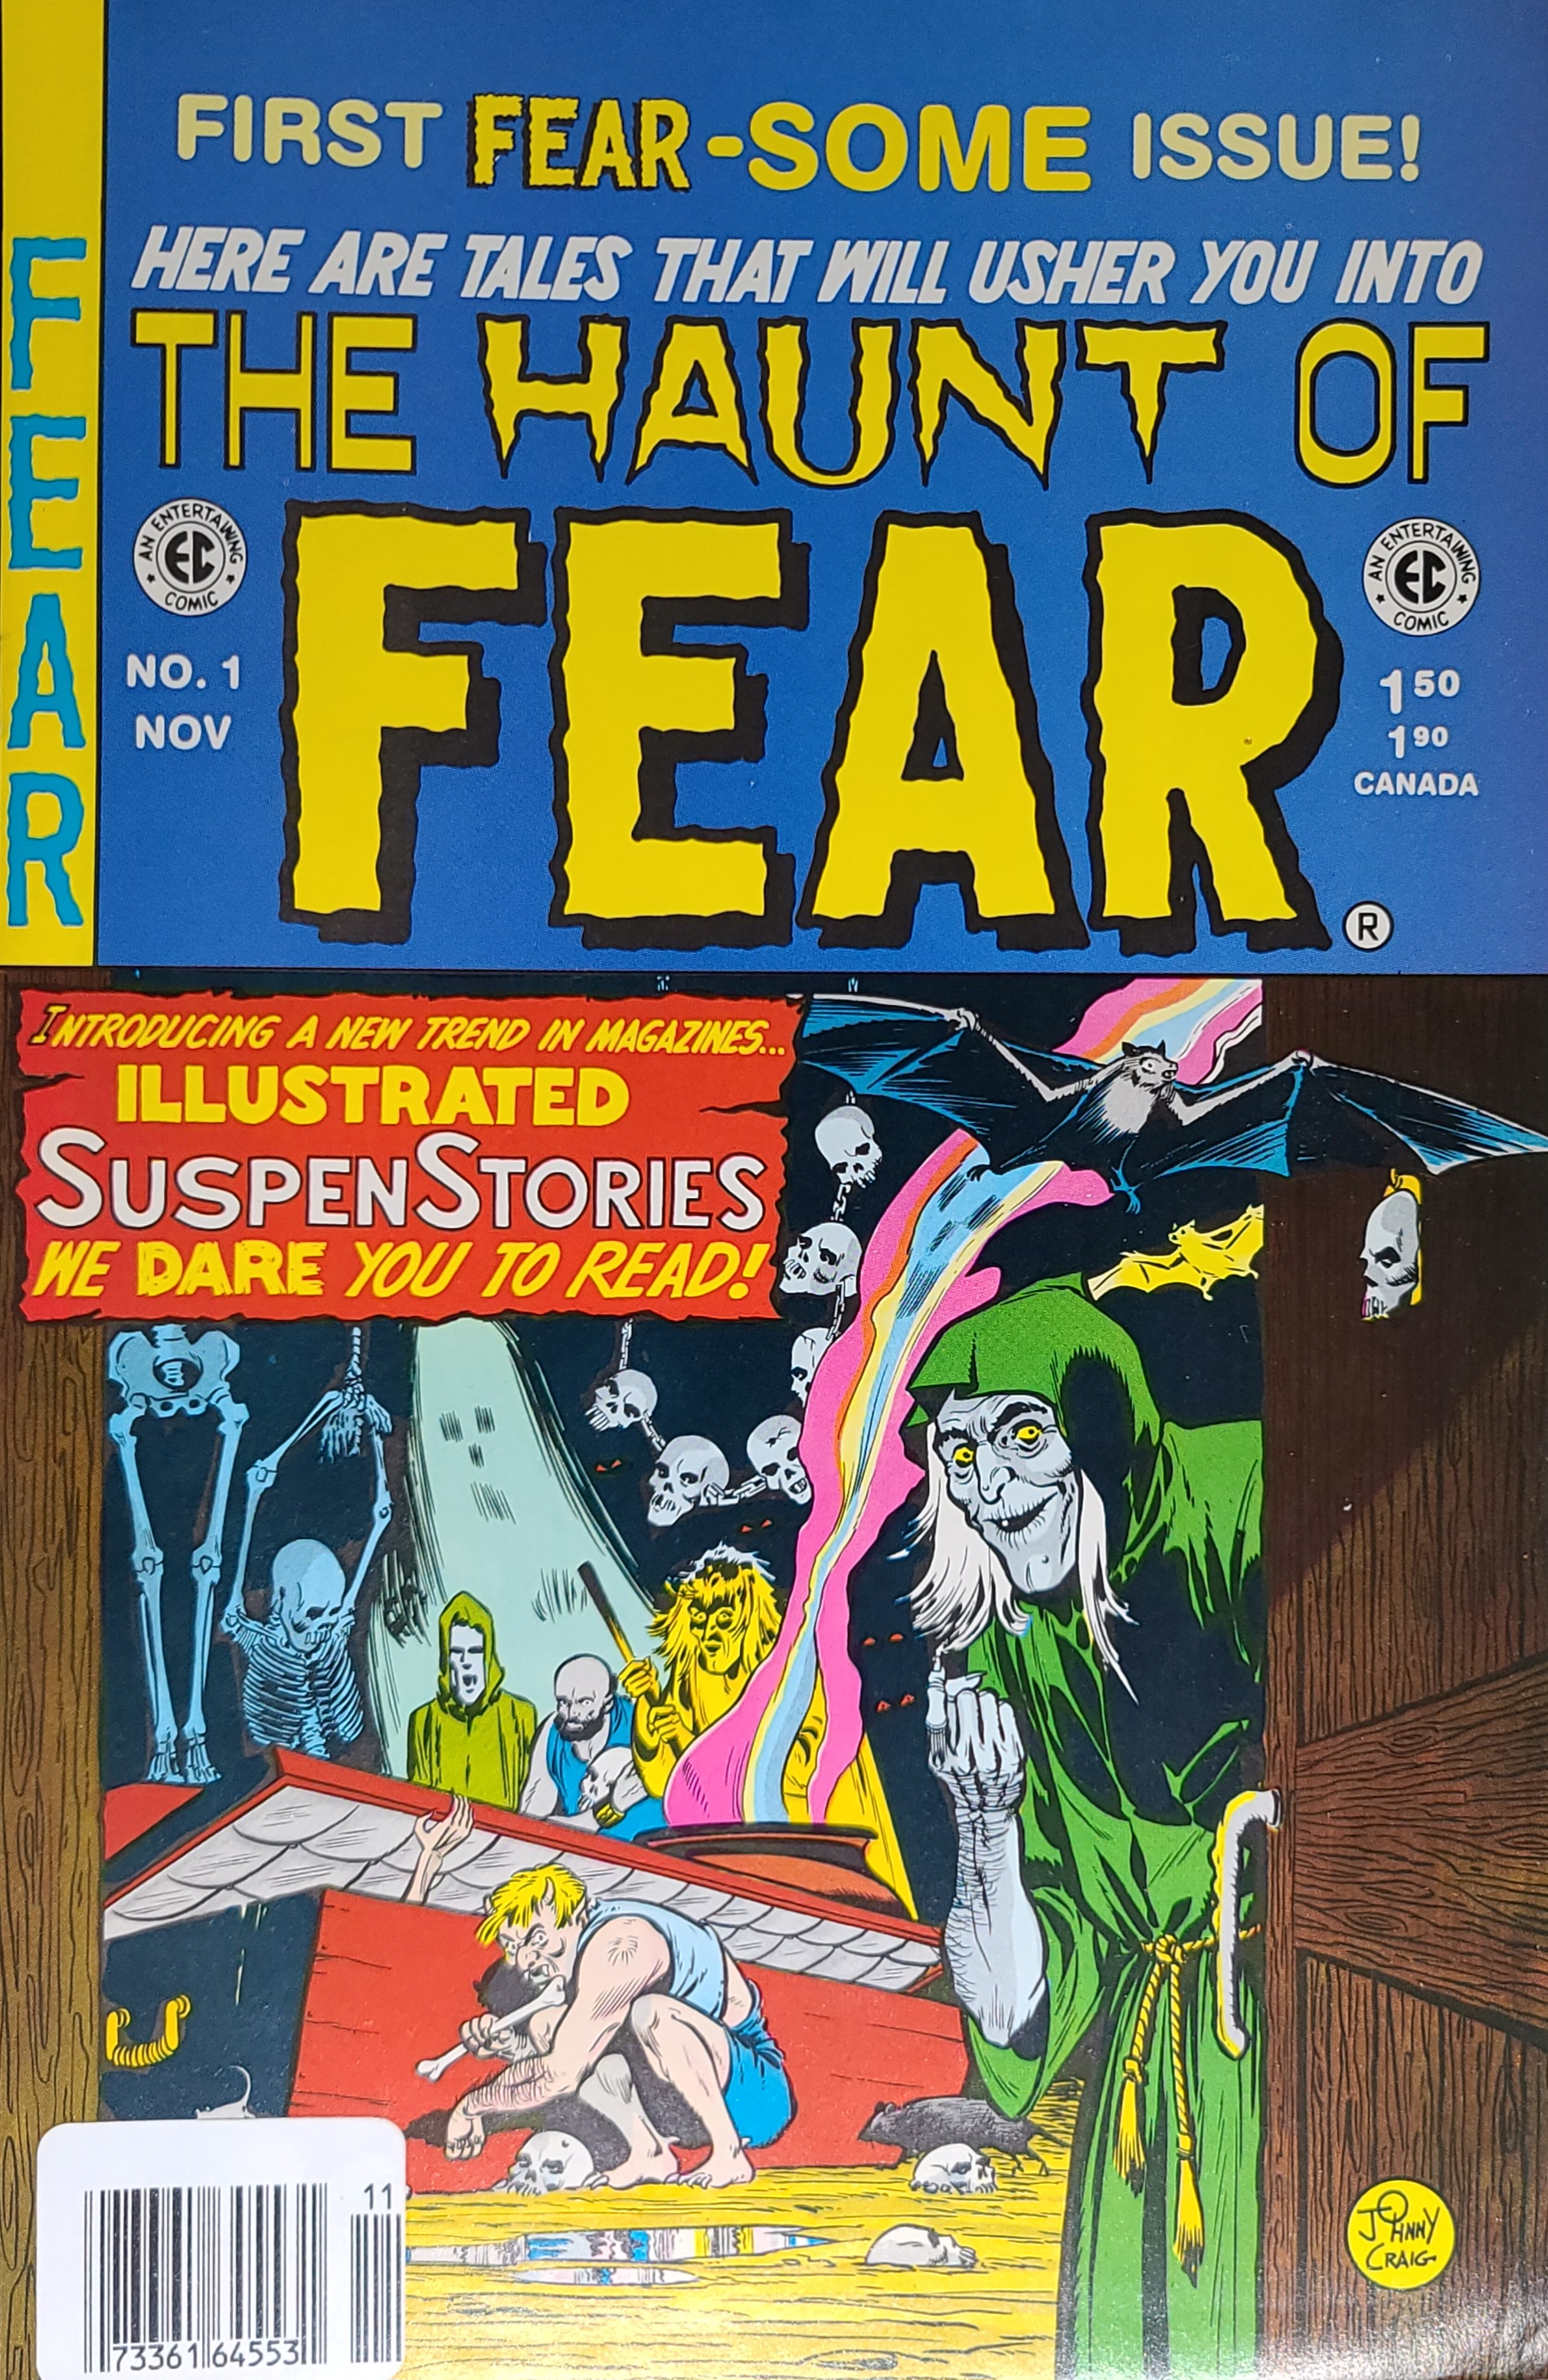 FIRST FEAR-SOME ISSUE!
HERE ARE TALES THAT WILL USHER YOU INTO
THE HAUNT OF
FEAR
®
FEAR
AN ENTERTAINING
EC
COMIC
NO. 1
NOV
AN ENTERTAINING
EC
COMIC
1 50
1 90
CANADA
INTRODUCING A NEW TREND IN MAGAZINES...
ILLUSTRATED
SUSPENSTORIES
WE DARE YOU TO READ!
JOHNNY
CRAIG
11
73361 64553